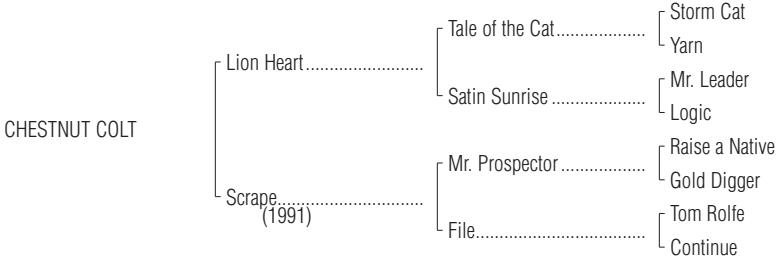 Storm Cat
Tale of the Cat....................
Yarn
Lion Heart.........................
Mr. Leader
Satin Sunrise .....................
Logic
CHESTNUT COLT
Raise a Native
Mr. Prospector ...................
Gold Digger
Scrape...............................
(1991)
Tom Rolfe
File.....................................
Continue